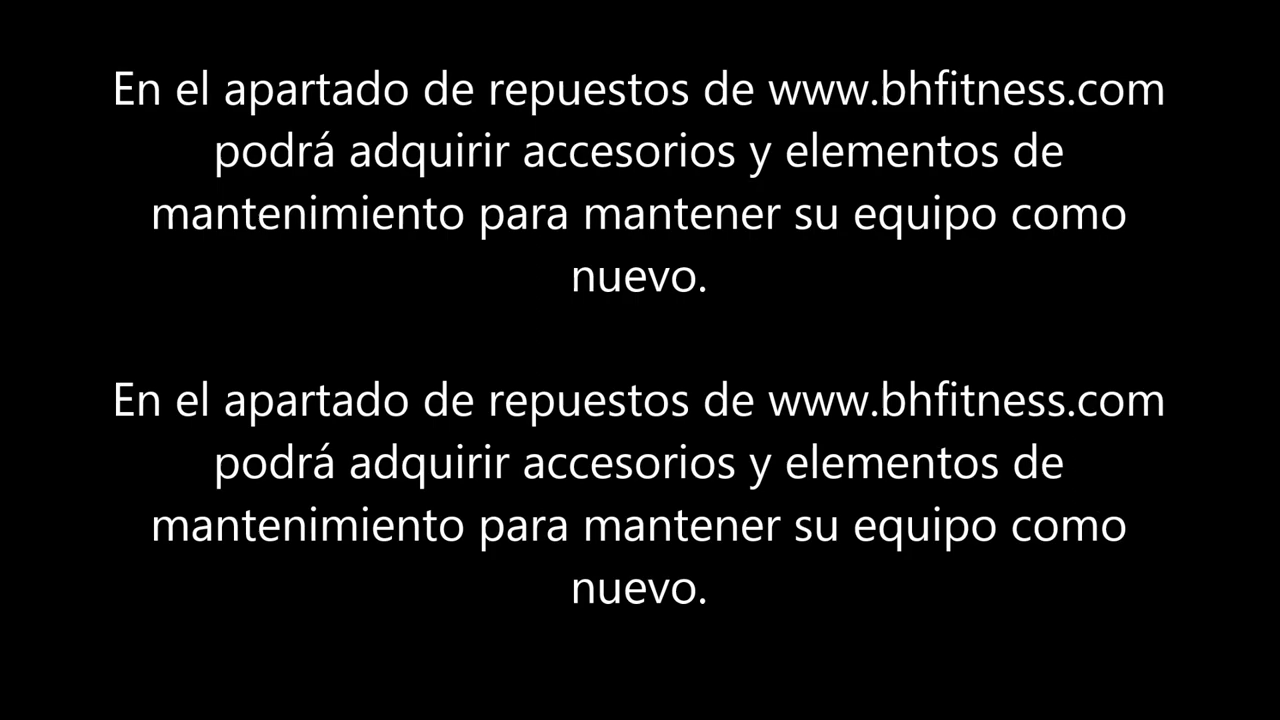 En el apartado de repuestos de www.bhfitness.com
podrá adquirir accesorios y elementos de
mantenimiento para mantener su equipo como
nuevo.
En el apartado de repuestos de www.bhfitness.com
podrá adquirir accesorios y elementos de
mantenimiento para mantener su equipo como
nuevo.